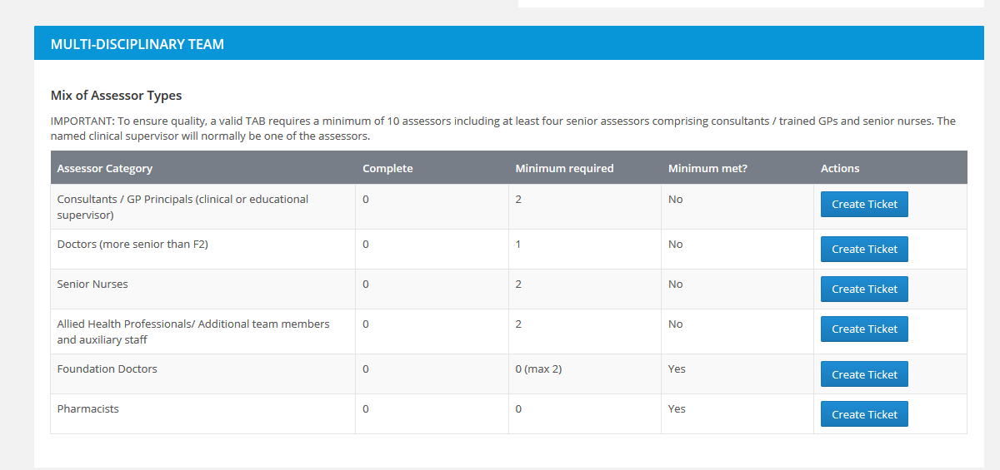 MULTI-DISCIPLINARY TEAM
Mix of Assessor Types
IMPORTANT: To ensure quality, a valid TAB requires a minimum of 10 assessors including at least four senior assessors comprising consultants / trained GPs and senior nurses. The
named clinical supervisor will normally be one of the assessors.
Assessor Category Complete Minimum required Minimum met? Actions
Consultants / GP Principals (clinical or educational
supervisor) 0 2 No Create Ticket
Doctors (more senior than F2) 0 1 No Create Ticket
Senior Nurses 0 2 No Create Ticket
Allied Health Professionals/ Additional team members
and auxiliary staff 0 2 No Create Ticket
Foundation Doctors 0 0 (max 2) Yes Create Ticket
Pharmacists 0 0 Yes Create Ticket